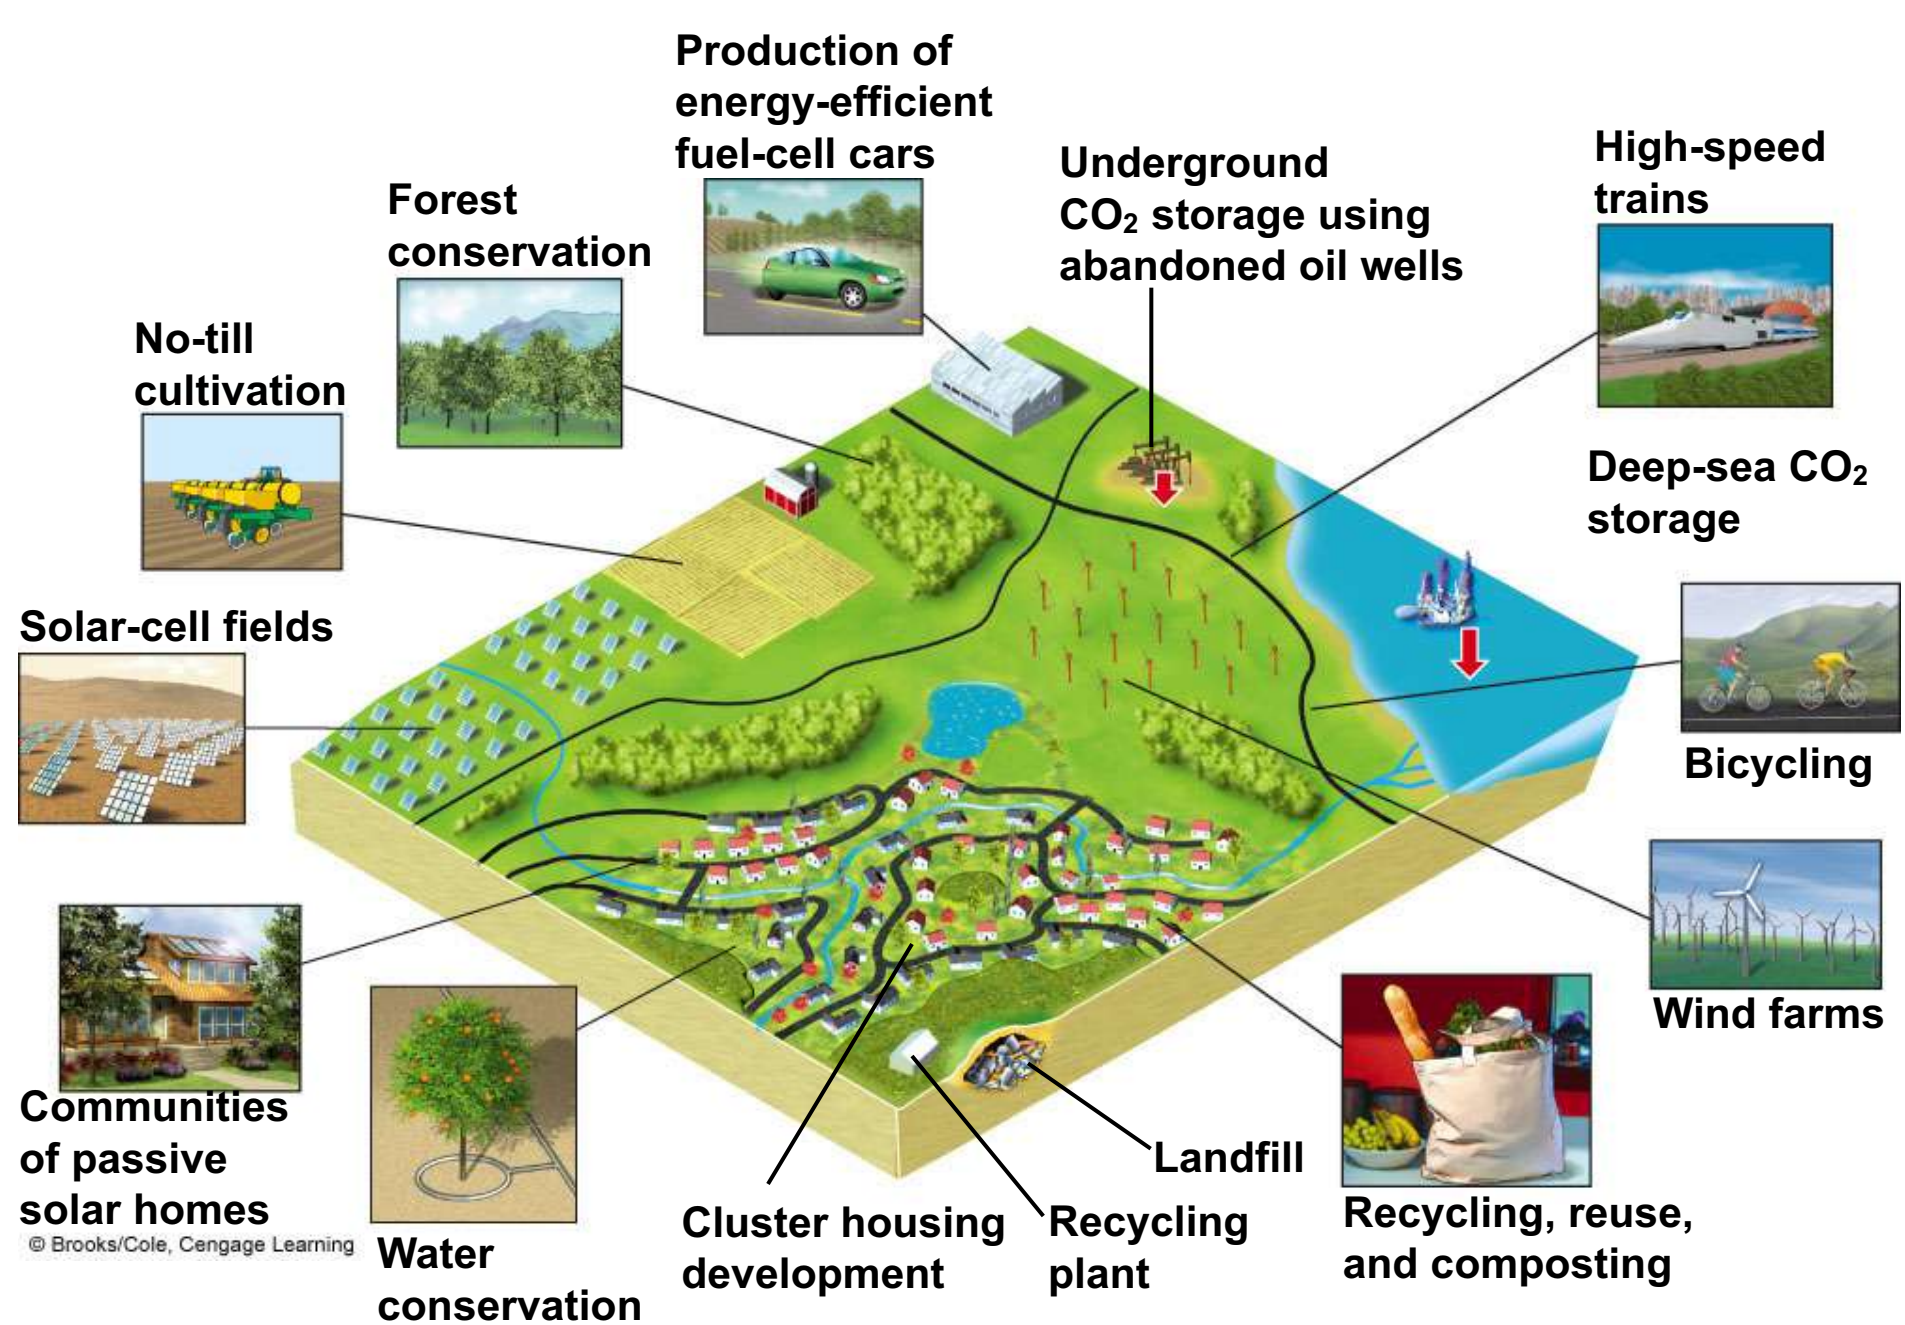 Production of
energy-efficient
fuel-cell cars
Underground
CO₂ storage using
abandoned oil wells
High-speed
trains
Forest
conservation
No-till
cultivation
Deep-sea CO₂
storage
Solar-cell fields
Bicycling
Wind farms
Communities
of passive
solar homes
© Brooks/Cole, Cengage Learning
Water
conservation
Cluster housing
development
Recycling
plant
Landfill
Recycling, reuse,
and composting